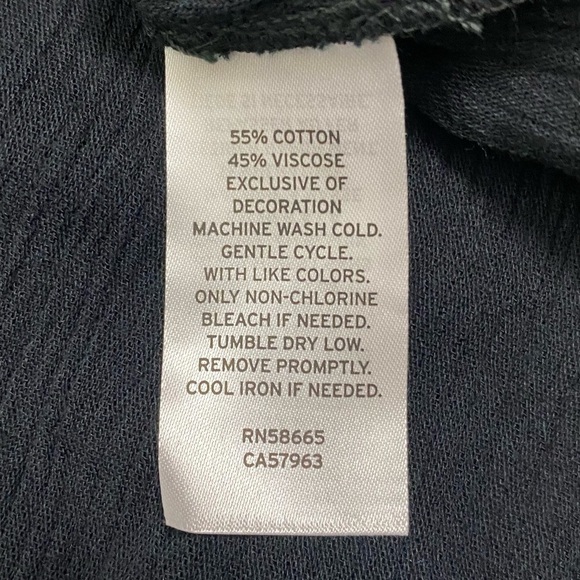 55% COTTON
45% VISCOSE
EXCLUSIVE OF
DECORATION
MACHINE WASH COLD.
GENTLE CYCLE.
WITH LIKE COLORS.
ONLY NON-CHLORINE
BLEACH IF NEEDED.
TUMBLE DRY LOW.
REMOVE PROMPTLY.
COOL IRON IF NEEDED.
RN58665
CA57963